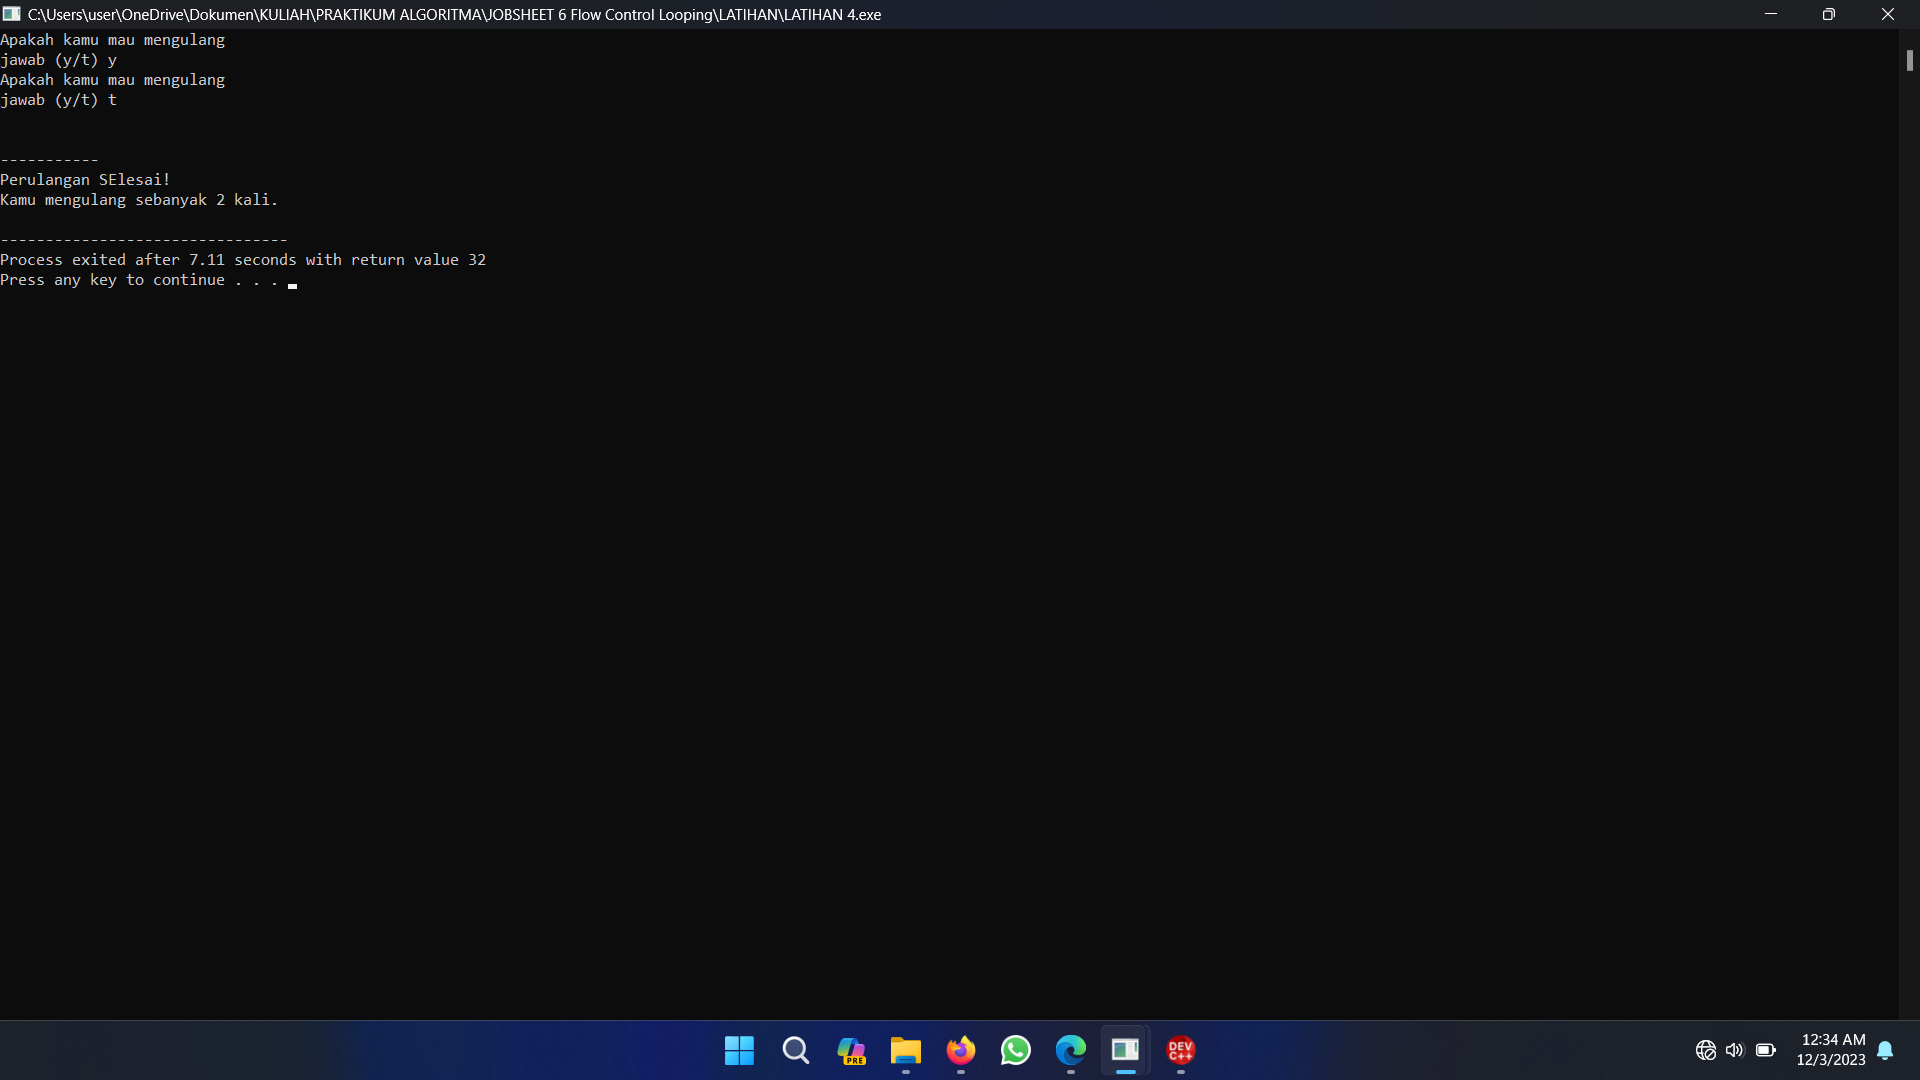 C:\Users\user\OneDrive\Dokumen\KULIAH\PRAKTIKUM ALGORITMA\JOBSHEET 6 Flow Control Looping\LATIHAN\LATIHAN 4.exe
Apakah kamu mau mengulang
jawab (y/t) y
Apakah kamu mau mengulang
jawab (y/t) t
-----------
Perulangan SElesai!
Kamu mengulang sebanyak 2 kali.
--------------------------------
Process exited after 7.11 seconds with return value 32
Press any key to continue . . .
PRE
DEV
C++
12:34 AM
12/3/2023